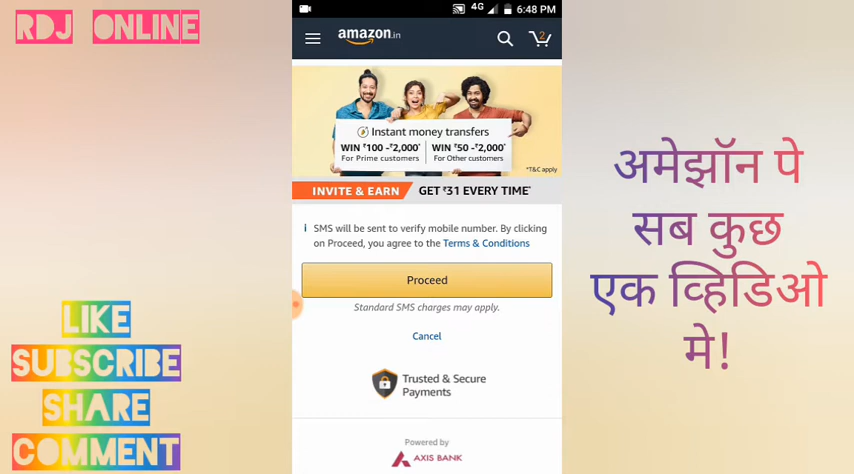 RDJ ONLINE
4G 6:48 PM
amazon.in
2
Instant money transfers
WIN ₹100 -₹2,000* WIN ₹50 -₹2,000*
For Prime customers For Other customers
*T&C apply
INVITE & EARN GET ₹31 EVERY TIME*
i SMS will be sent to verify mobile number. By clicking
on Proceed, you agree to the Terms & Conditions
Proceed
Standard SMS charges may apply.
Cancel
Trusted & Secure
Payments
Powered by
AXIS BANK
LIKE
SUBSCRIBE
SHARE
COMMENT
अमेझॉन पे
सब कुछ
एक व्हिडिओ
मे!